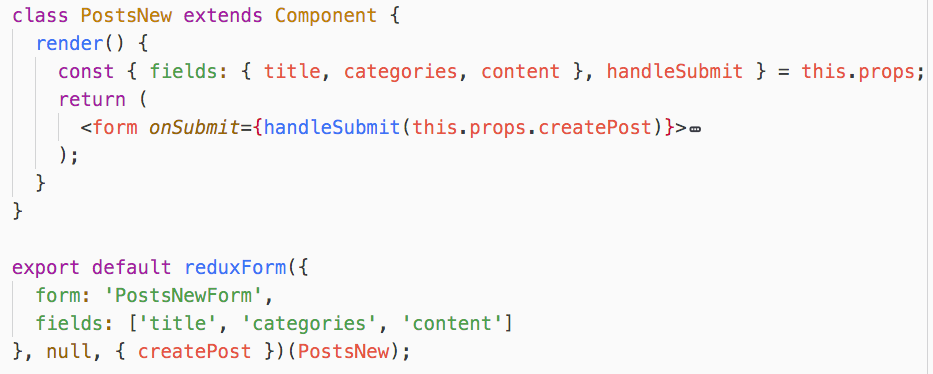 class PostsNew extends Component {
render() {
const { fields: { title, categories, content }, handleSubmit } = this.props;
return (
<form onSubmit={handleSubmit(this.props.createPost)}>
);
}
}
export default reduxForm({
form: 'PostsNewForm',
fields: ['title', 'categories', 'content']
}, null, { createPost })(PostsNew);